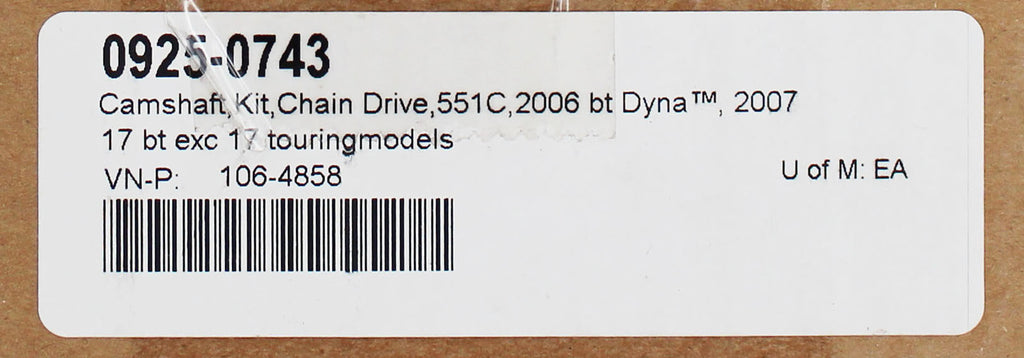 0925-0743
Camshaft,Kit,Chain Drive,551C,2006 bt Dyna™, 2007
17 bt exc 17 touringmodels
VN-P: 106-4858
U of M: EA